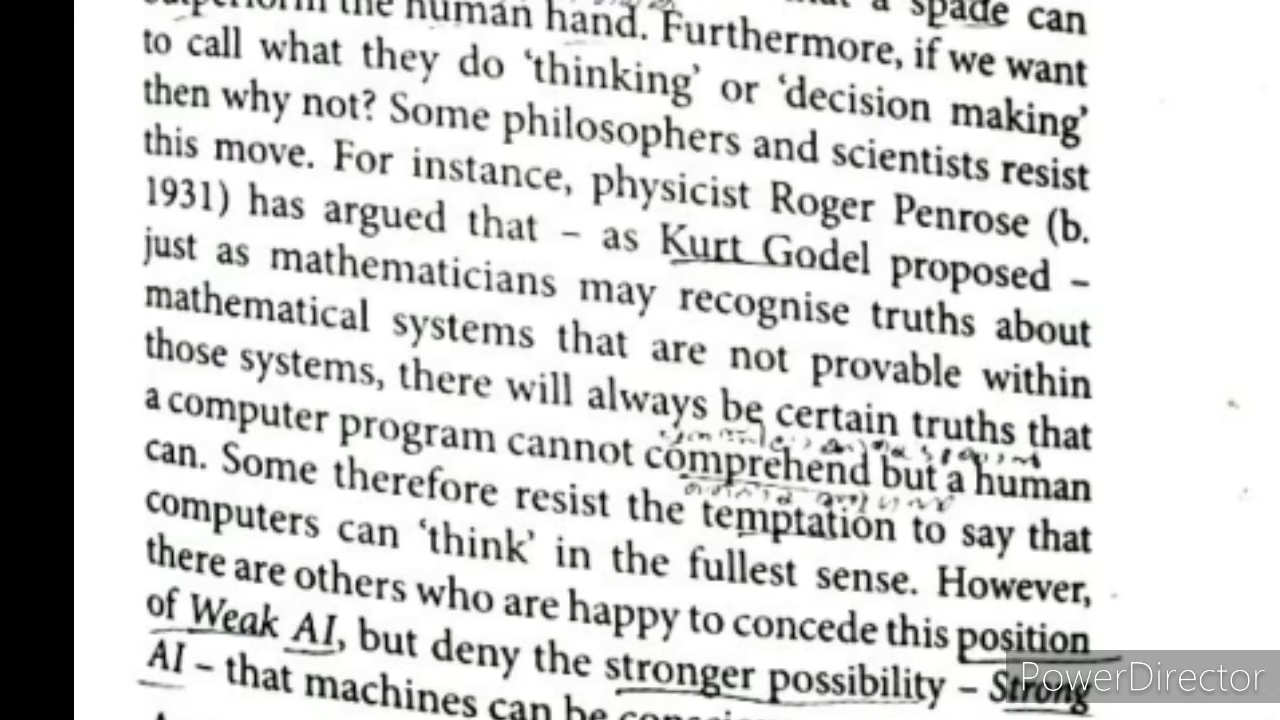 outperform the human hand. Furthermore, if we want
a spade can
to call what they do ‘thinking’ or ‘decision making’
then why not? Some philosophers and scientists resist
this move. For instance, physicist Roger Penrose (b.
1931) has argued that – as Kurt Godel proposed –
just as mathematicians may recognise truths about
mathematical systems that are not provable within
those systems, there will always be certain truths that
a computer program cannot comprehend but a human
can. Some therefore resist the temptation to say that
computers can ‘think’ in the fullest sense. However,
there are others who are happy to concede this position
of Weak AI, but deny the stronger possibility – Strong
AI – that machines can be
PowerDirector